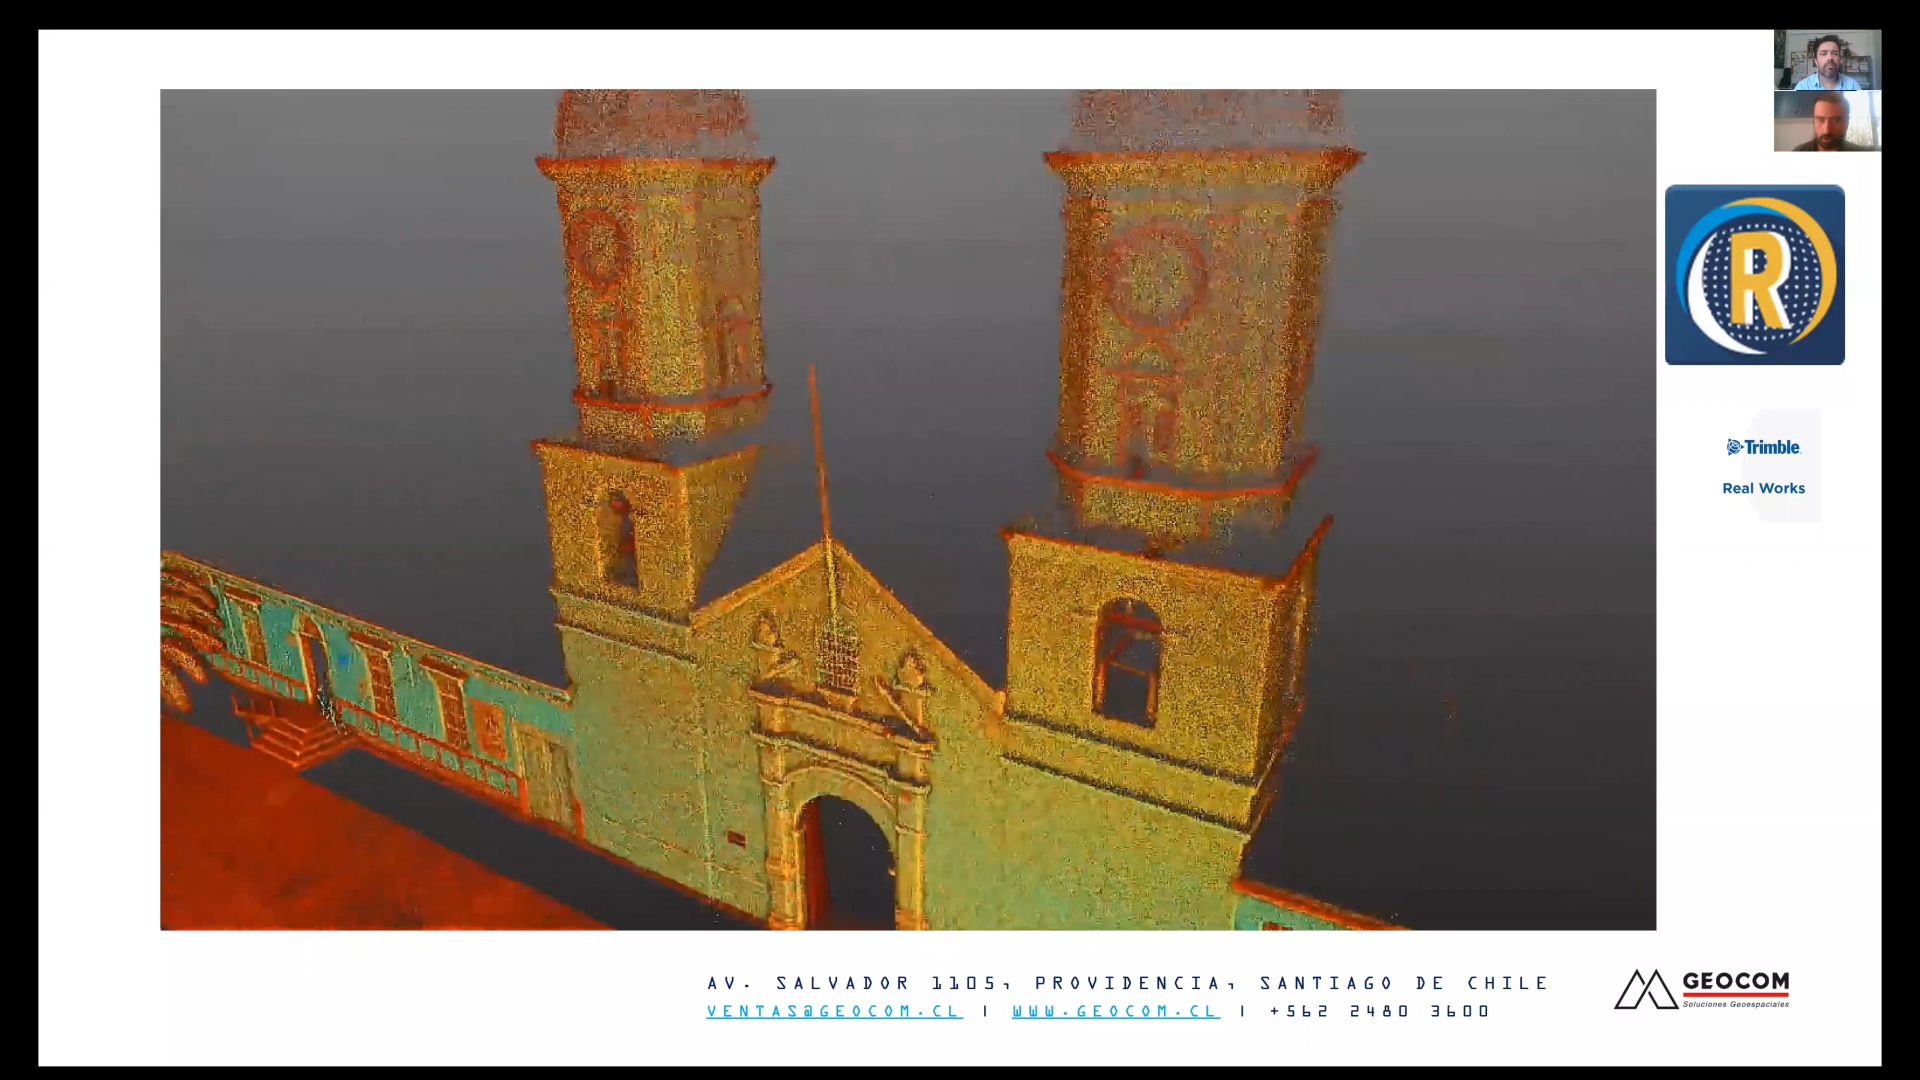 R
Trimble
Real Works
AV. SALVADOR 1105, PROVIDENCIA, SANTIAGO DE CHILE
VENTAS@GEOCOM.CL | WWW.GEOCOM.CL | +562 2480 3600
GEOCOM
Soluciones Geoespaciales